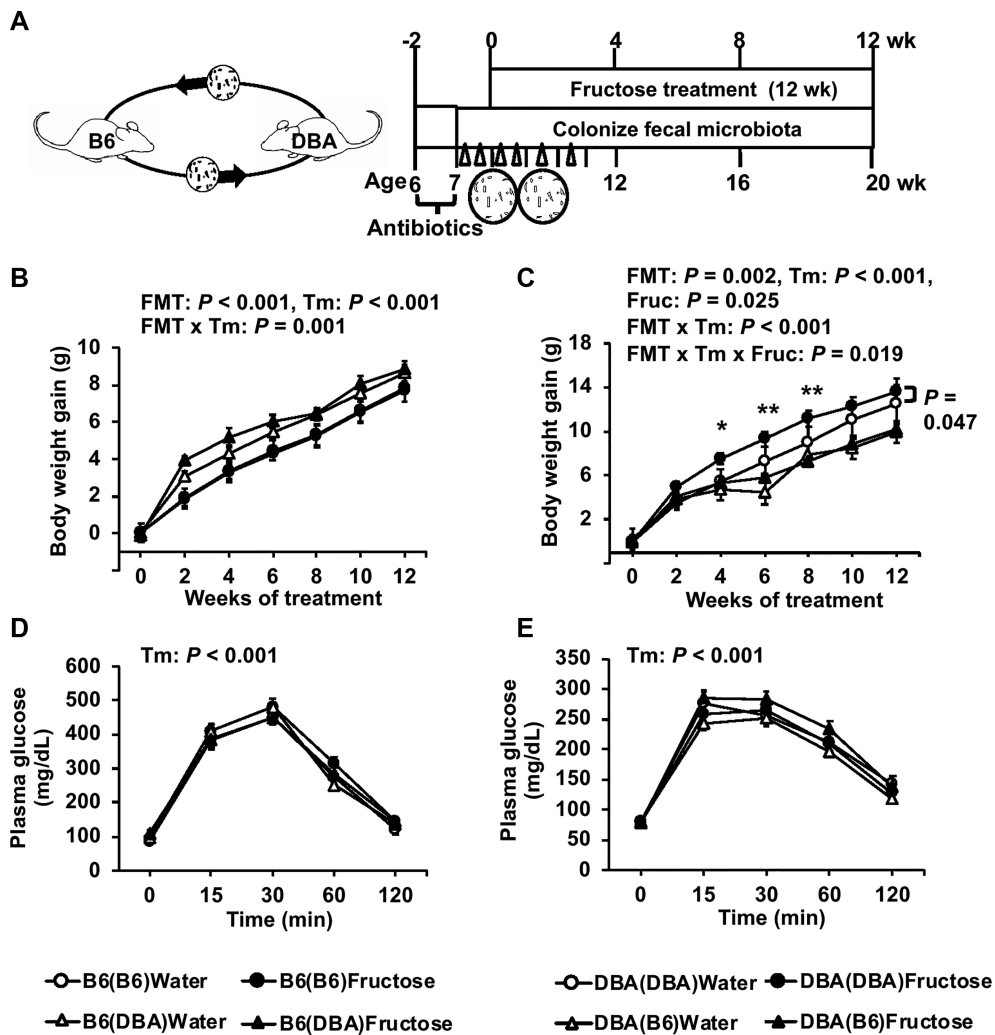 A
-2 0 4 8 12 wk
Fructose treatment (12 wk)
Colonize fecal microbiota
B6 DBA
Age 6 7 12 16 20 wk
Antibiotics
B
FMT: P < 0.001, Tm: P < 0.001
FMT x Tm: P = 0.001
Body weight gain (g)
10
8
6
4
2
0
0 2 4 6 8 10 12
Weeks of treatment
C
FMT: P = 0.002, Tm: P < 0.001,
Fruc: P = 0.025
FMT x Tm: P < 0.001
FMT x Tm x Fruc: P = 0.019
Body weight gain (g)
18
14
10
6
2
* ** **
P =
0.047
0 2 4 6 8 10 12
Weeks of treatment
D
Tm: P < 0.001
Plasma glucose
(mg/dL)
600
500
400
300
200
100
0
0 15 30 60 120
Time (min)
E
Tm: P < 0.001
Plasma glucose
(mg/dL)
350
300
250
200
150
100
50
0
0 15 30 60 120
Time (min)
B6(B6)Water B6(B6)Fructose
B6(DBA)Water B6(DBA)Fructose
DBA(DBA)Water DBA(DBA)Fructose
DBA(B6)Water DBA(B6)Fructose